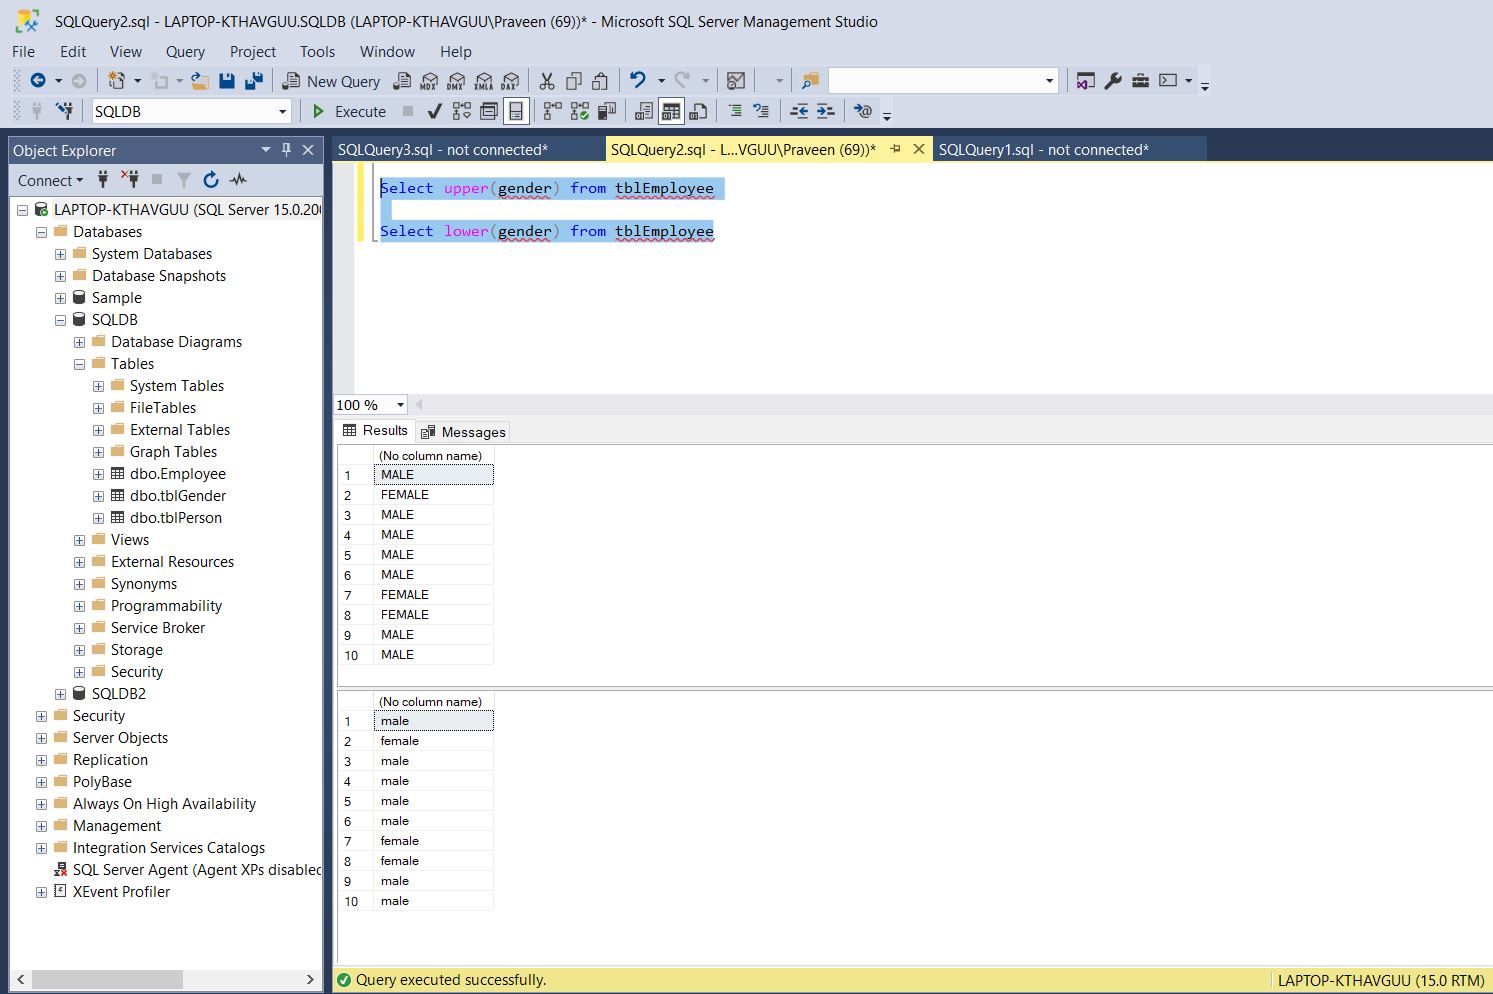 SQLQuery2.sql - LAPTOP-KTHAVGUU.SQLDB (LAPTOP-KTHAVGUU\Praveen (69))* - Microsoft SQL Server Management Studio
File Edit View Query Project Tools Window Help
New Query MDX DMX XMLA DAX
SQLDB Execute
Object Explorer
Connect
LAPTOP-KTHAVGUU (SQL Server 15.0.200
Databases
System Databases
Database Snapshots
Sample
SQLDB
Database Diagrams
Tables
System Tables
FileTables
External Tables
Graph Tables
dbo.Employee
dbo.tblGender
dbo.tblPerson
Views
External Resources
Synonyms
Programmability
Service Broker
Storage
Security
SQLDB2
Security
Server Objects
Replication
PolyBase
Always On High Availability
Management
Integration Services Catalogs
SQL Server Agent (Agent XPs disabled
XEvent Profiler
SQLQuery3.sql - not connected* SQLQuery2.sql - L...VGUU\Praveen (69))* SQLQuery1.sql - not connected*
Select upper(gender) from tblEmployee
Select lower(gender) from tblEmployee
100 %
Results Messages
(No column name)
1 MALE
2 FEMALE
3 MALE
4 MALE
5 MALE
6 MALE
7 FEMALE
8 FEMALE
9 MALE
10 MALE
(No column name)
1 male
2 female
3 male
4 male
5 male
6 male
7 female
8 female
9 male
10 male
Query executed successfully. LAPTOP-KTHAVGUU (15.0 RTM)